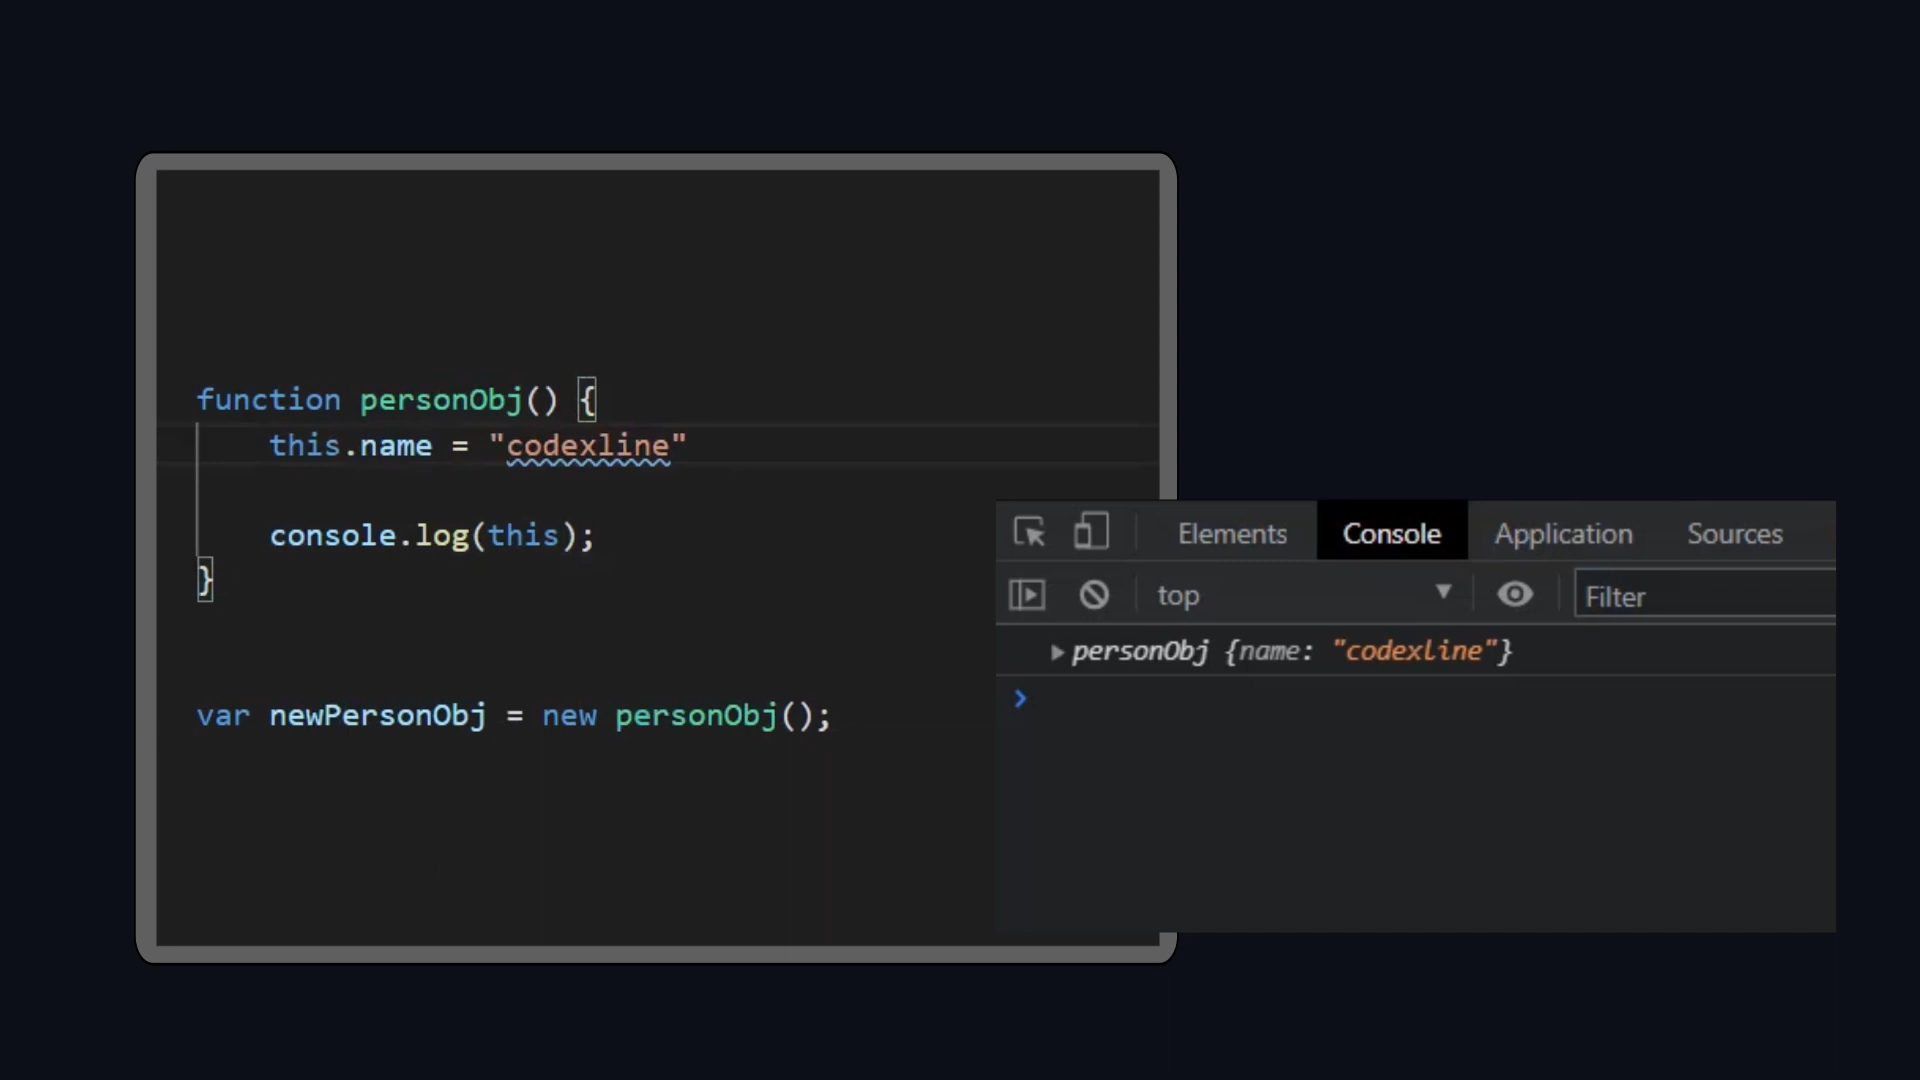 function personObj() {
this.name = "codexline"
console.log(this);
}
var newPersonObj = new personObj();
Elements Console Application Sources
top Filter
personObj {name: "codexline"}